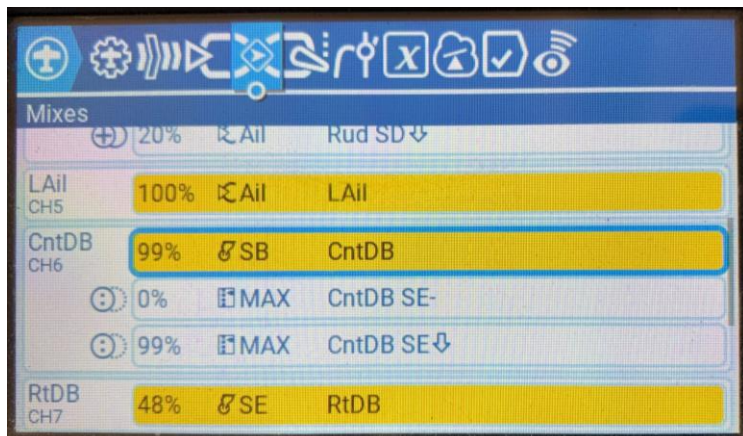 Mixes
20% Ail Rud SD
LAil
CH5
100% Ail LAil
CntDB
CH6
99% SB CntDB
0% MAX CntDB SE-
99% MAX CntDB SE
RtDB
CH7
48% SE RtDB